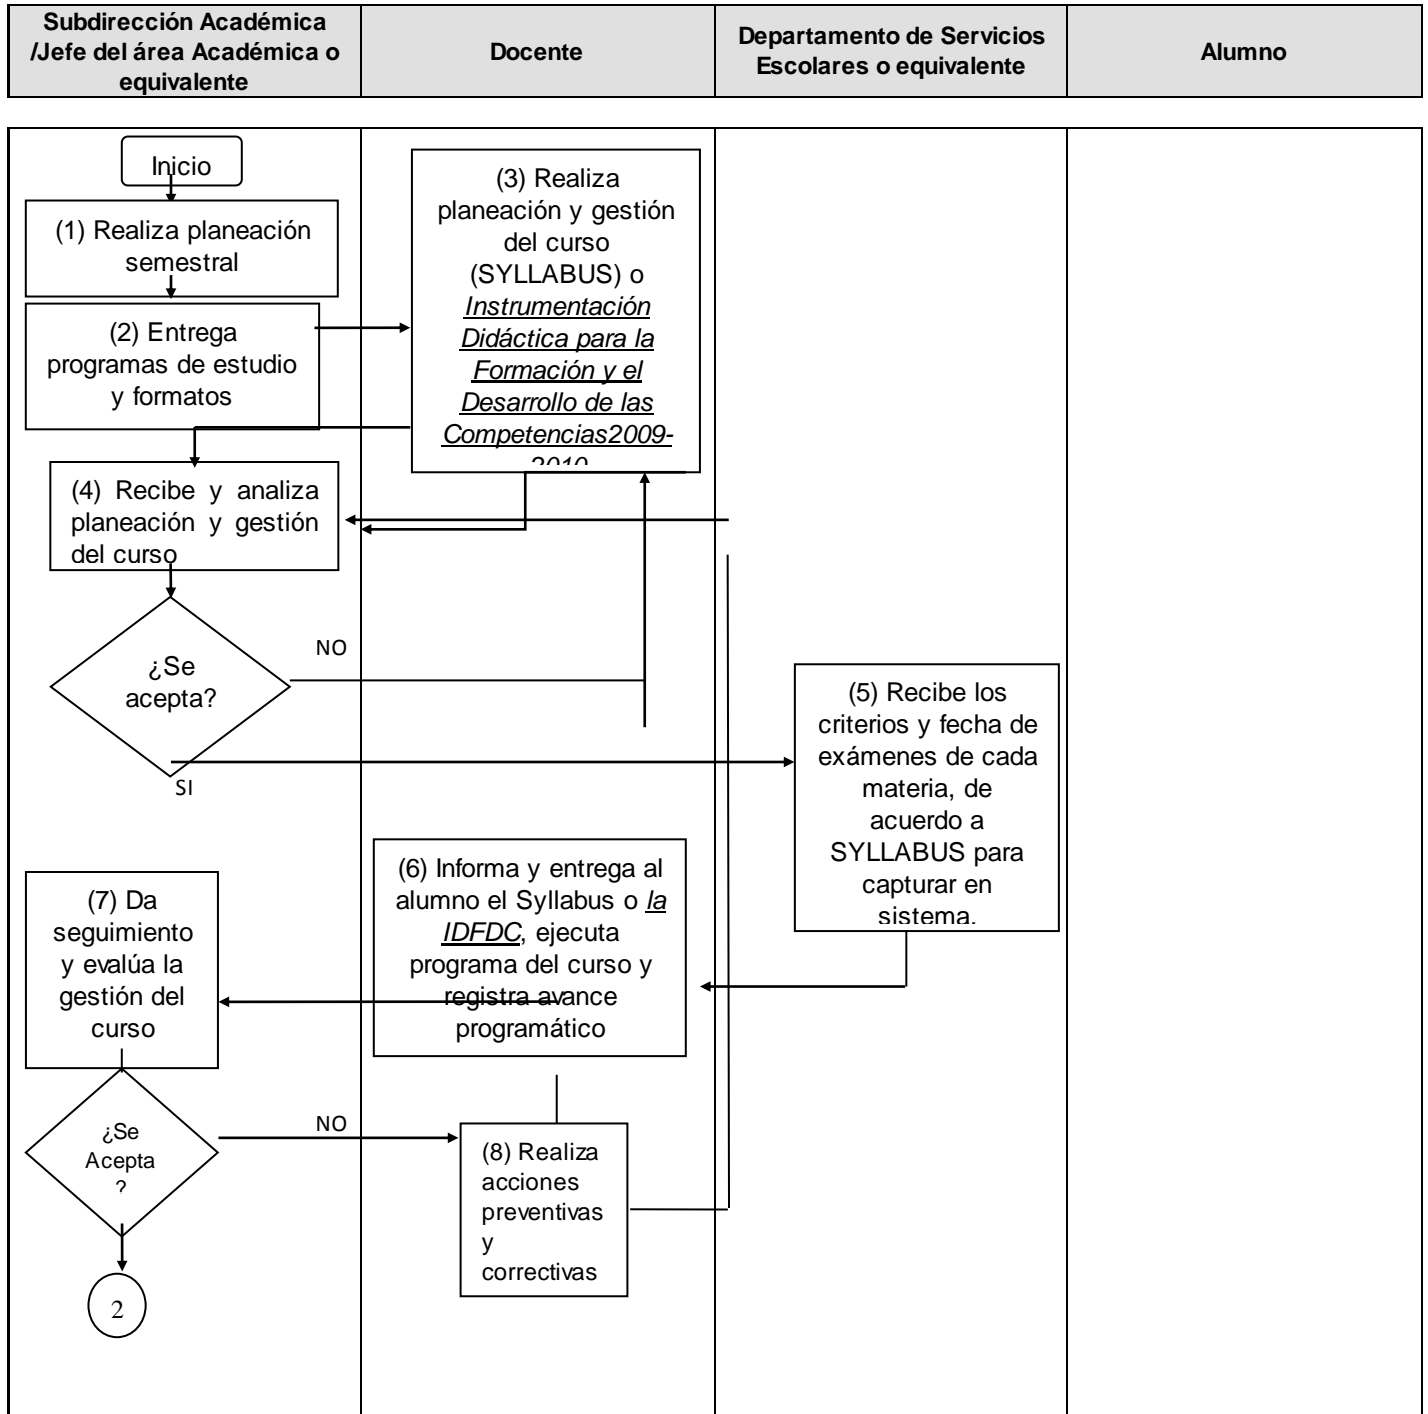 Subdirección Académica
/Jefe del área Académica o
equivalente
Docente
Departamento de Servicios
Escolares o equivalente
Alumno
Inicio
(1) Realiza planeación
semestral
(2) Entrega
programas de estudio
y formatos
(3) Realiza
planeación y gestión
del curso
(SYLLABUS) o
Instrumentación
Didáctica para la
Formación y el
Desarrollo de las
Competencias2009-
2010
(4) Recibe y analiza
planeación y gestión
del curso
¿Se
acepta?
NO
SI
(5) Recibe los
criterios y fecha de
exámenes de cada
materia, de
acuerdo a
SYLLABUS para
capturar en
sistema.
(6) Informa y entrega al
alumno el Syllabus o la
IDFDC, ejecuta
programa del curso y
registra avance
programático
(7) Da
seguimiento
y evalúa la
gestión del
curso
¿Se
Acepta
?
NO
(8) Realiza
acciones
preventivas
y
correctivas
2